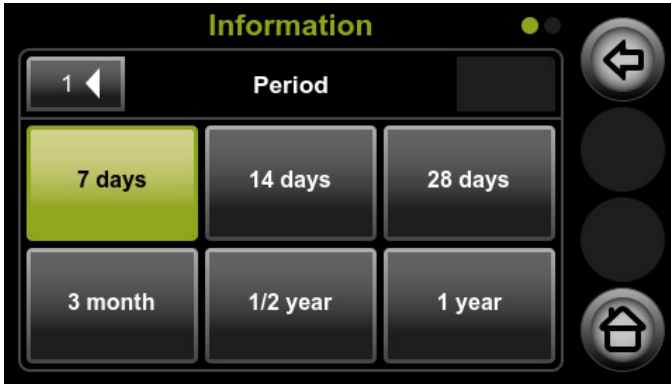 Information
1
Period
7 days
14 days
28 days
3 month
1/2 year
1 year